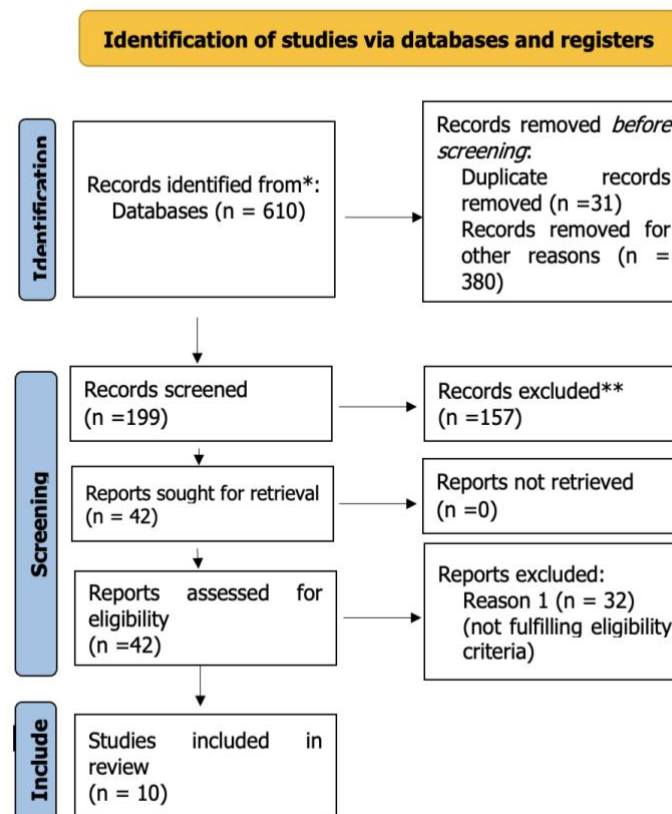 Identification of studies via databases and registers
Identification
Records identified from*:
Databases (n = 610)
Records removed before
screening:
Duplicate records
removed (n =31)
Records removed for
other reasons (n =
380)
Screening
Records screened
(n =199)
Records excluded**
(n =157)
Reports sought for retrieval
(n = 42)
Reports not retrieved
(n =0)
Reports assessed for
eligibility
(n =42)
Reports excluded:
Reason 1 (n = 32)
(not fulfilling eligibility
criteria)
Include
Studies included in
review
(n = 10)